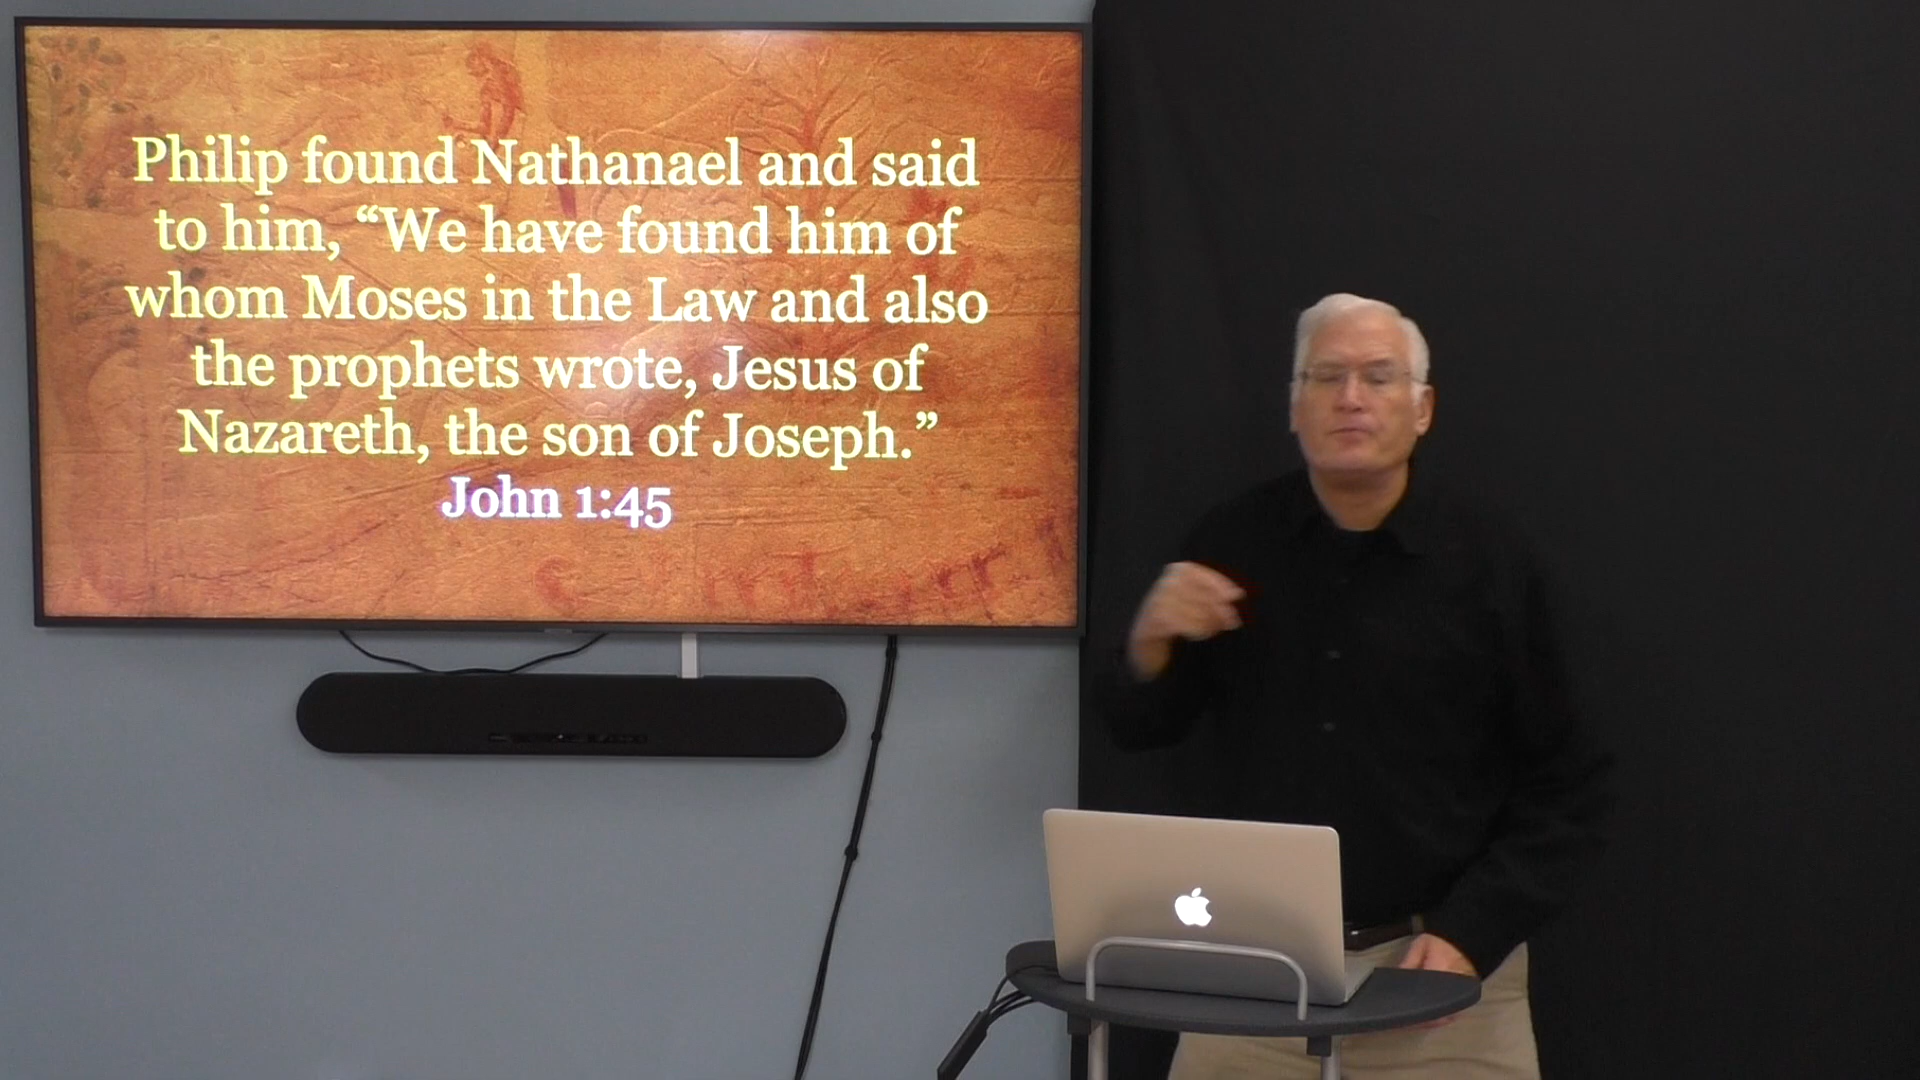 Philip found Nathanael and said
to him, “We have found him of
whom Moses in the Law and also
the prophets wrote, Jesus of
Nazareth, the son of Joseph.”
John 1:45